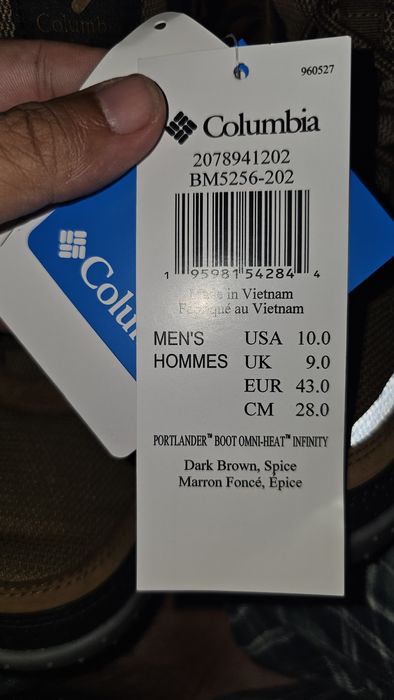 Columbia
960527
Columbia
2078941202
BM5256-202
1 95981 54284 4
Made in Vietnam
Fabriqué au Vietnam
Colu
MEN'S USA 10.0
HOMMES UK 9.0
EUR 43.0
CM 28.0
PORTLANDER™ BOOT OMNI-HEAT™ INFINITY
Dark Brown, Spice
Marron Foncé, Épice